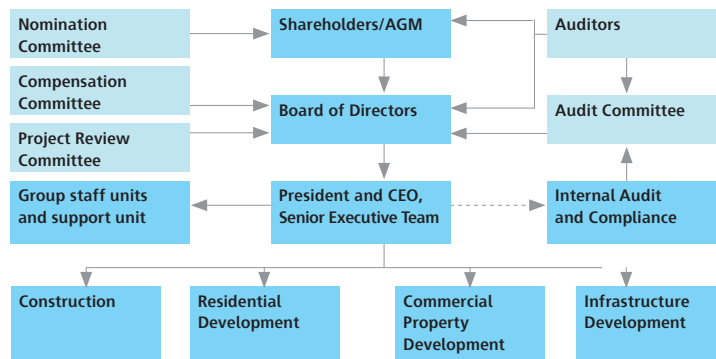 Nomination
Committee
Shareholders/AGM
Auditors
Compensation
Committee
Board of Directors
Audit Committee
Project Review
Committee
Group staff units
and support unit
President and CEO,
Senior Executive Team
Internal Audit
and Compliance
Construction
Residential
Development
Commercial
Property
Development
Infrastructure
Development